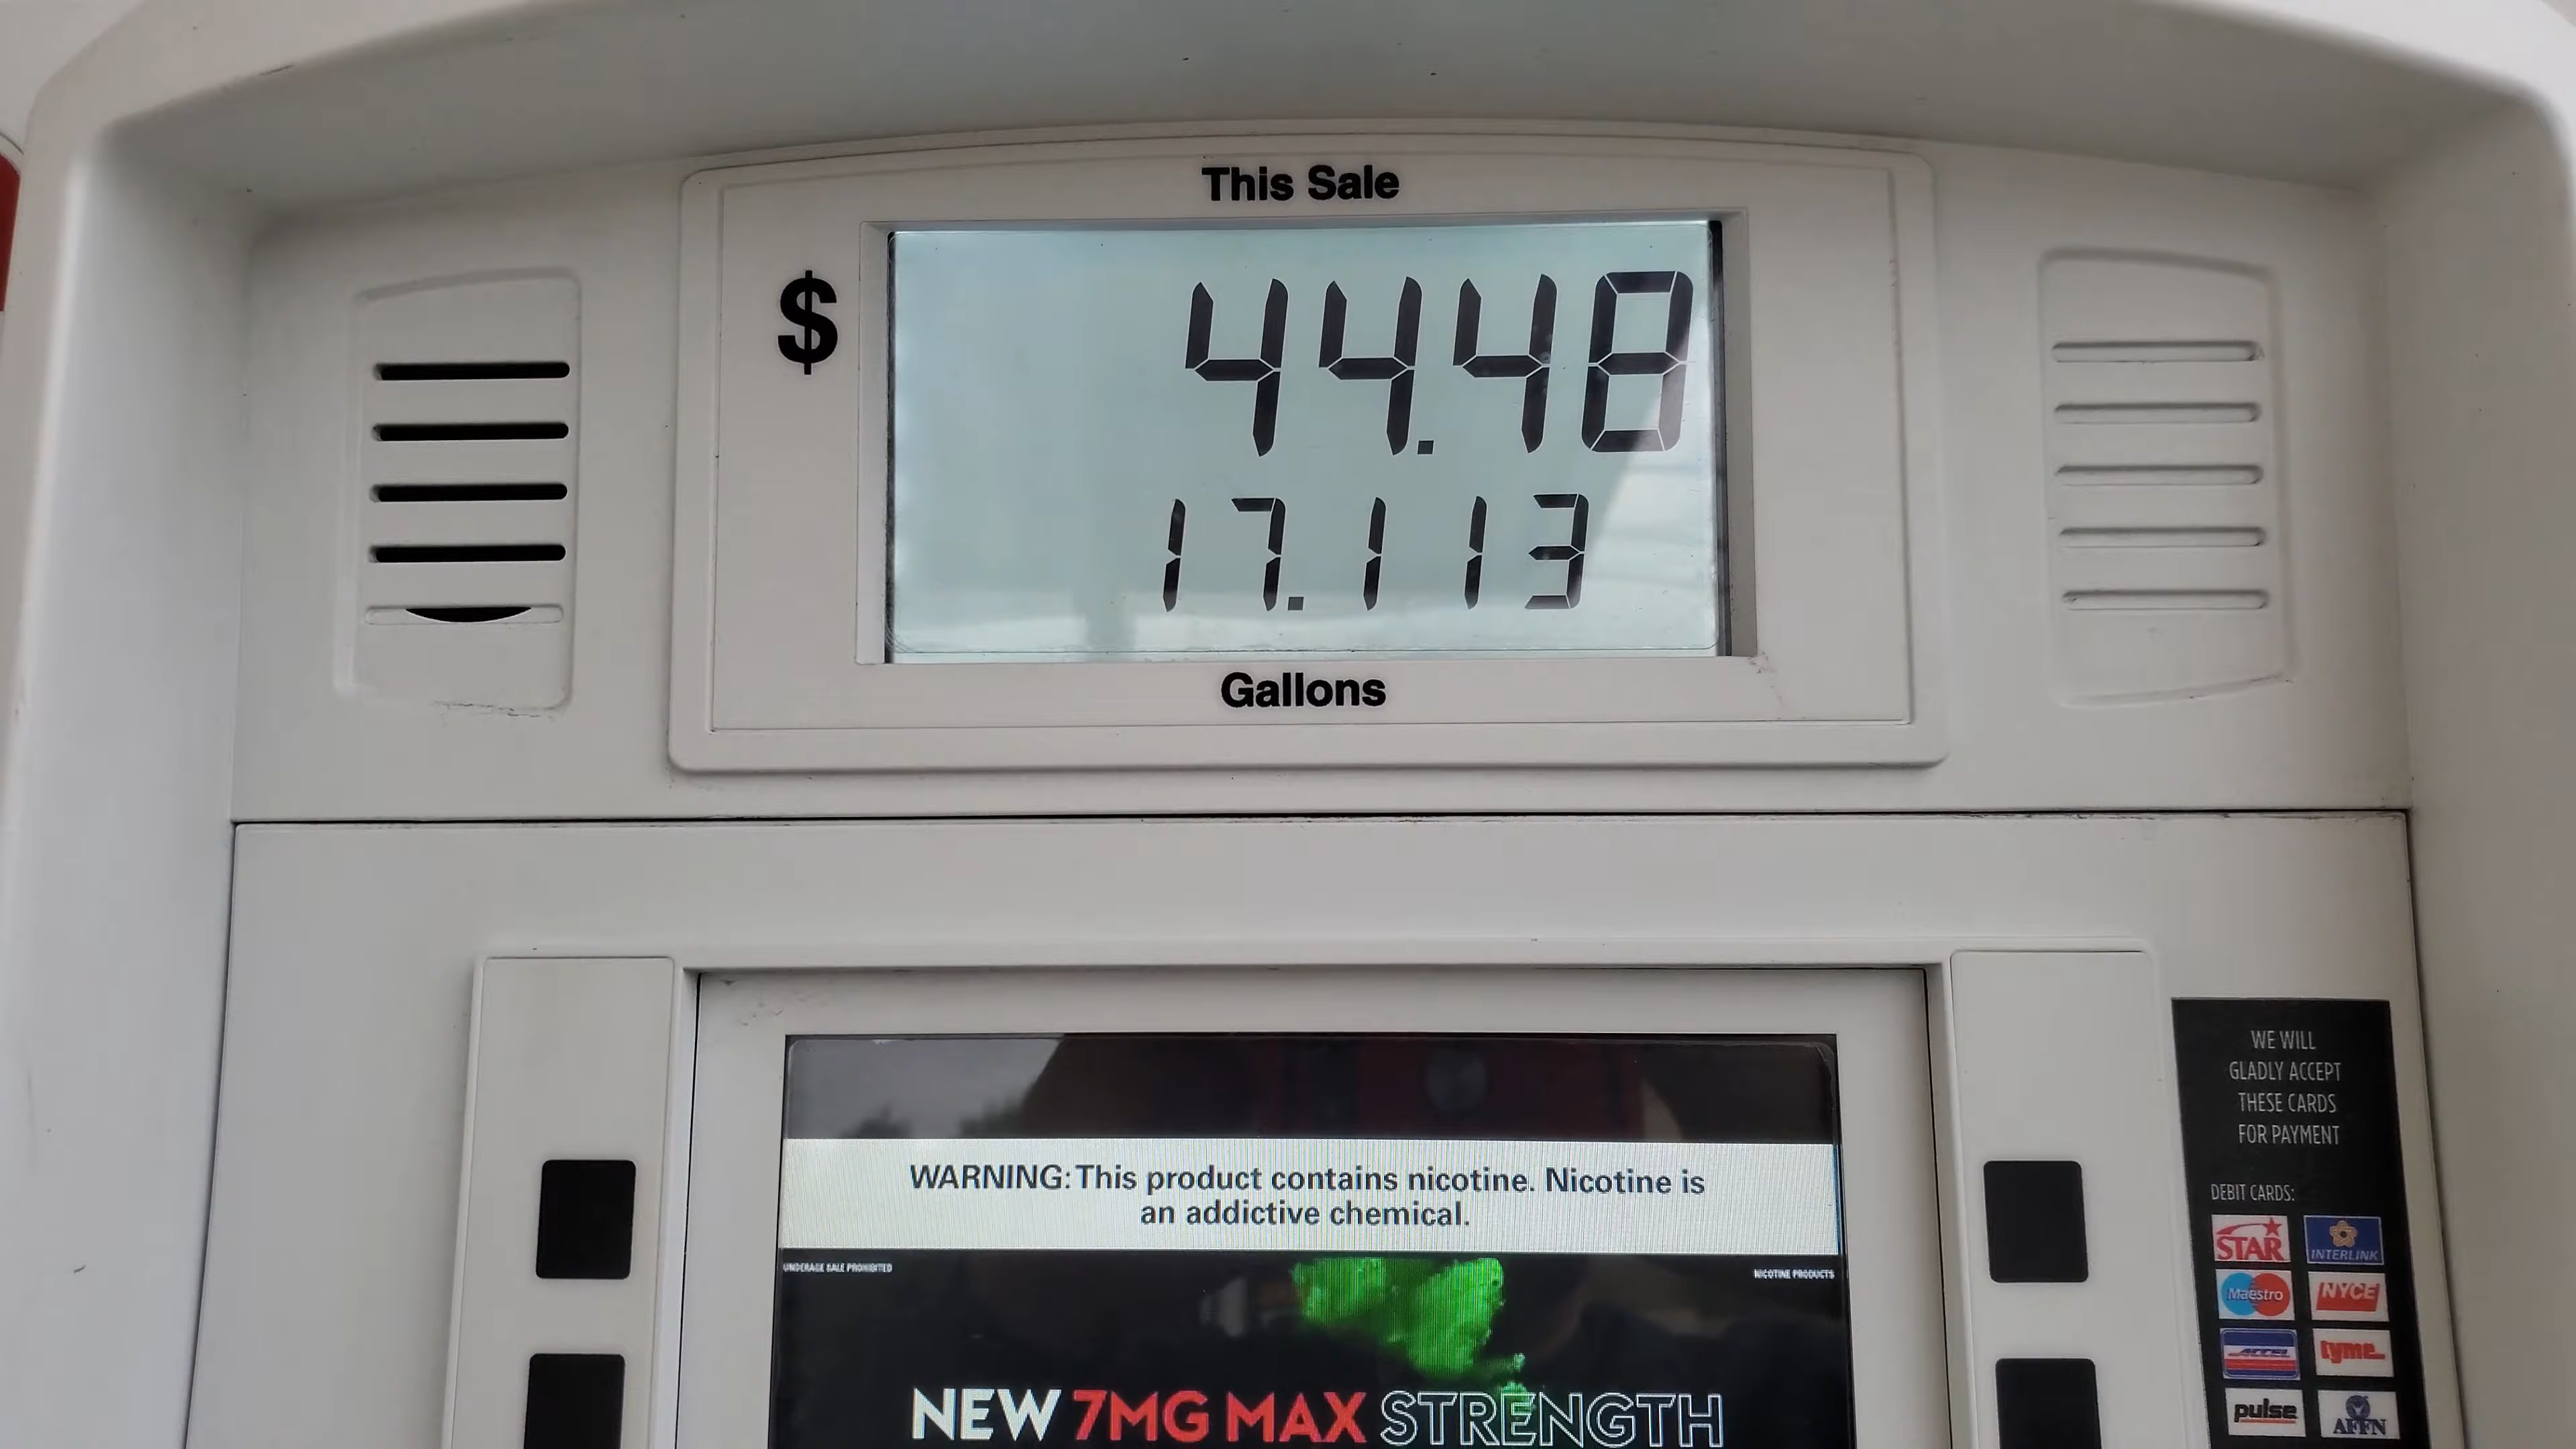 This Sale
$ 44.48
17.113
Gallons
WARNING: This product contains nicotine. Nicotine is
an addictive chemical.
UNDERAGE SALE PROHIBITED
NICOTINE PRODUCTS
NEW 7MG MAX STRENGTH
WE WILL
GLADLY ACCEPT
THESE CARDS
FOR PAYMENT
DEBIT CARDS:
STAR INTERLINK
Maestro NYCE
ACCEL tyme
pulse AFFN